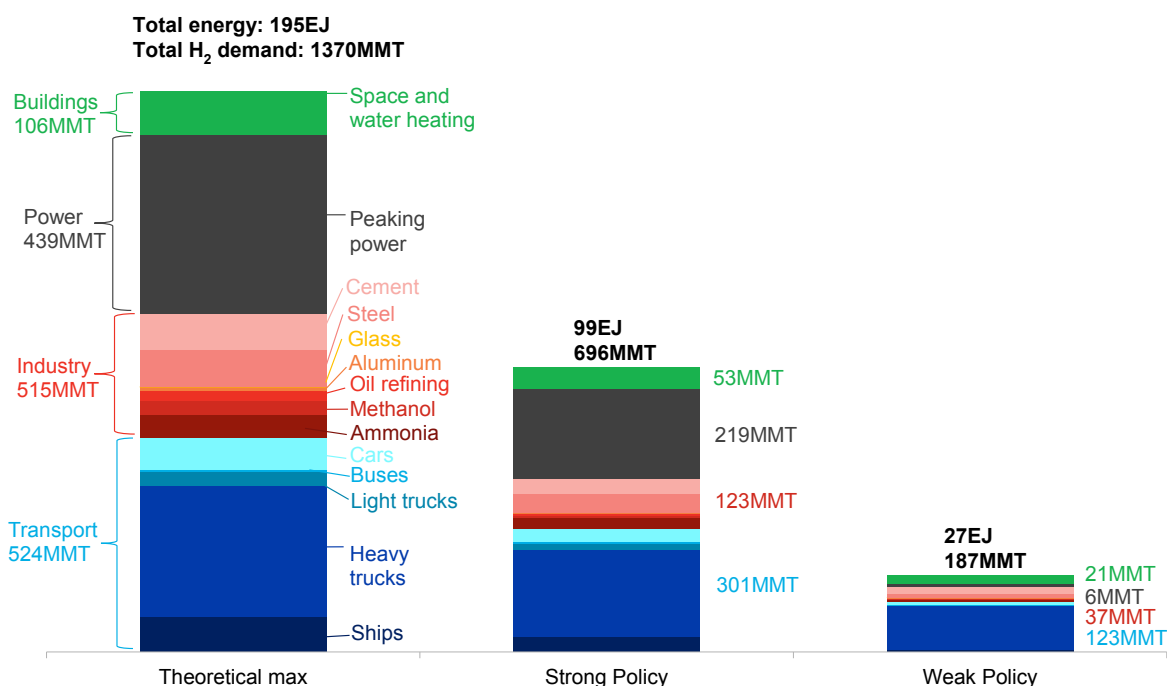 Total energy: 195EJ
Total H₂ demand: 1370MMT
Buildings
106MMT
Space and
water heating
Power
439MMT
Peaking
power
Cement
Steel
Glass
Aluminum
Oil refining
Methanol
Ammonia
Industry
515MMT
Cars
Buses
Light trucks
Transport
524MMT
Heavy
trucks
Ships
99EJ
696MMT
53MMT
219MMT
123MMT
301MMT
27EJ
187MMT
21MMT
6MMT
37MMT
123MMT
Theoretical max
Strong Policy
Weak Policy